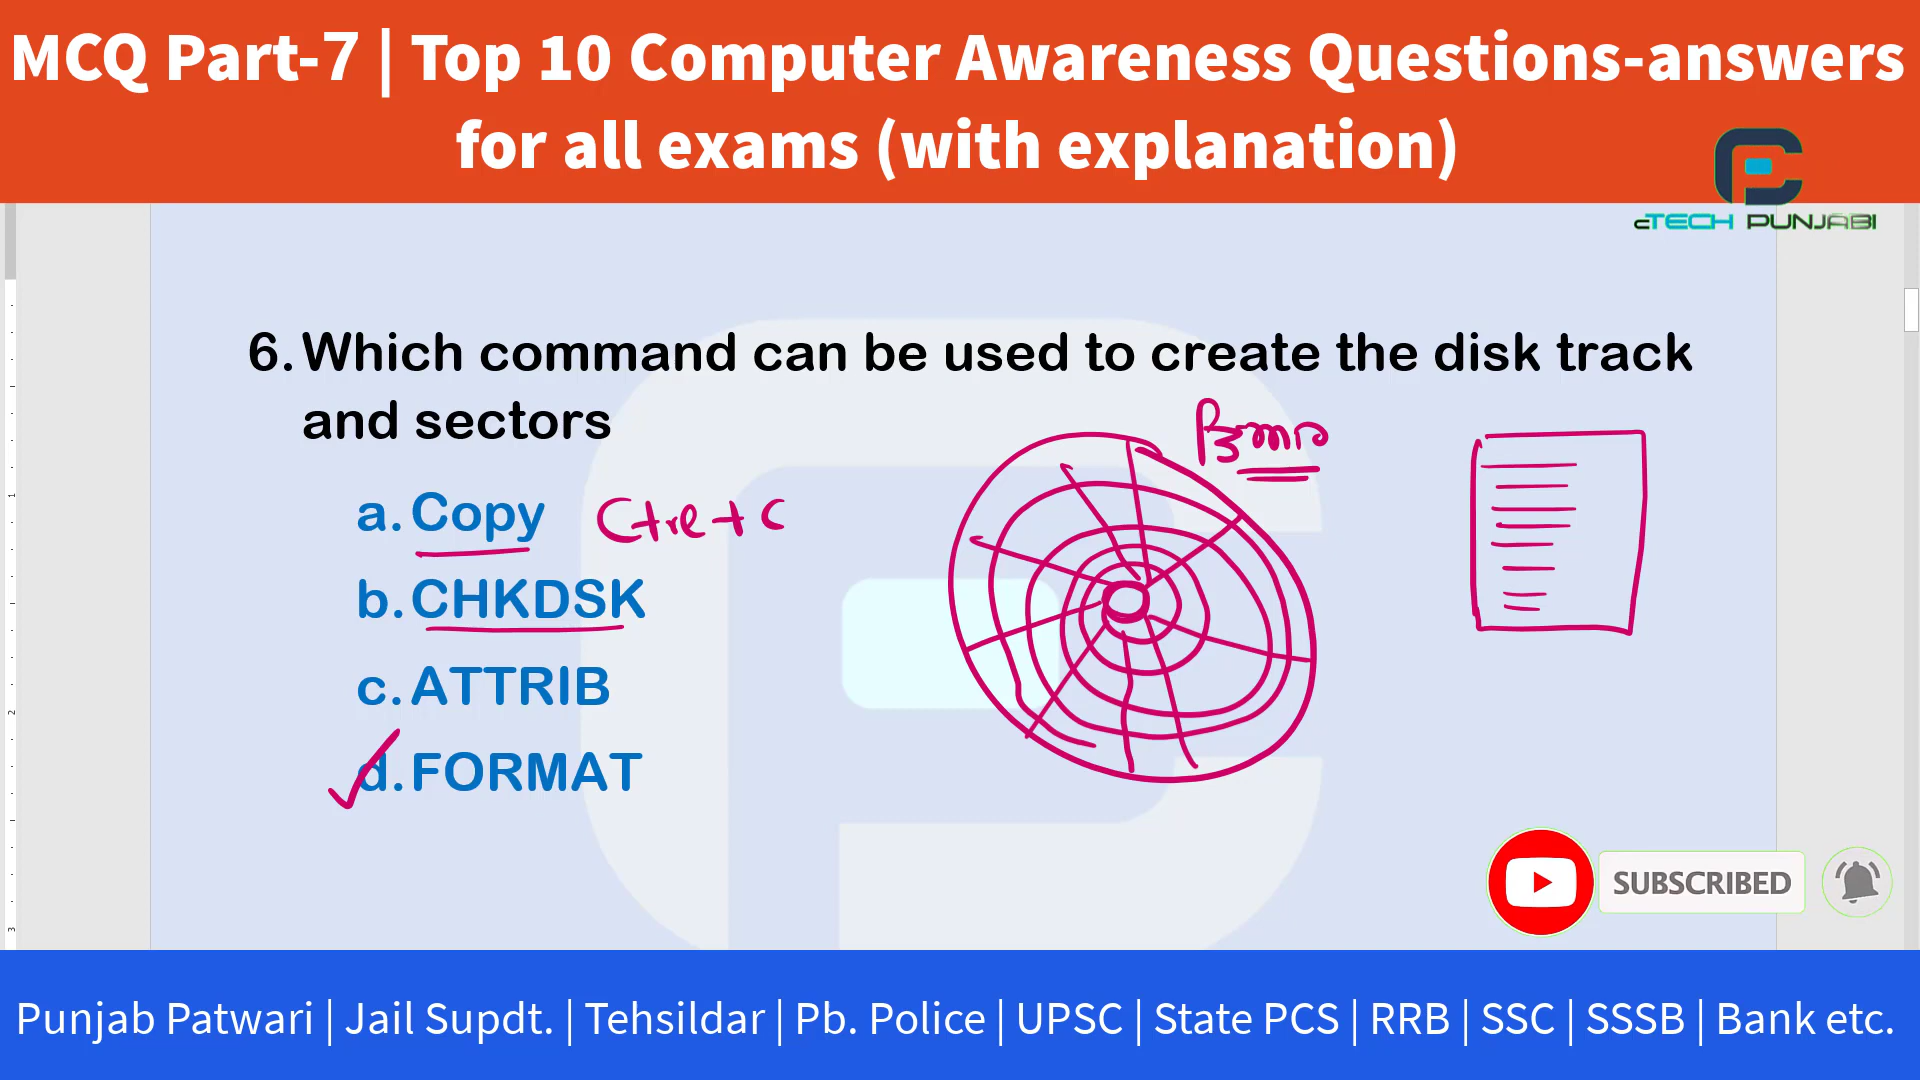 MCQ Part-7 | Top 10 Computer Awareness Questions-answers
for all exams (with explanation)
eTECH PUNJABI
6. Which command can be used to create the disk track
and sectors
a. Copy
Ctrl + C
b. CHKDSK
c. ATTRIB
d. FORMAT
SUBSCRIBED
Punjab Patwari | Jail Supdt. | Tehsildar | Pb. Police | UPSC | State PCS | RRB | SSC | SSSB | Bank etc.